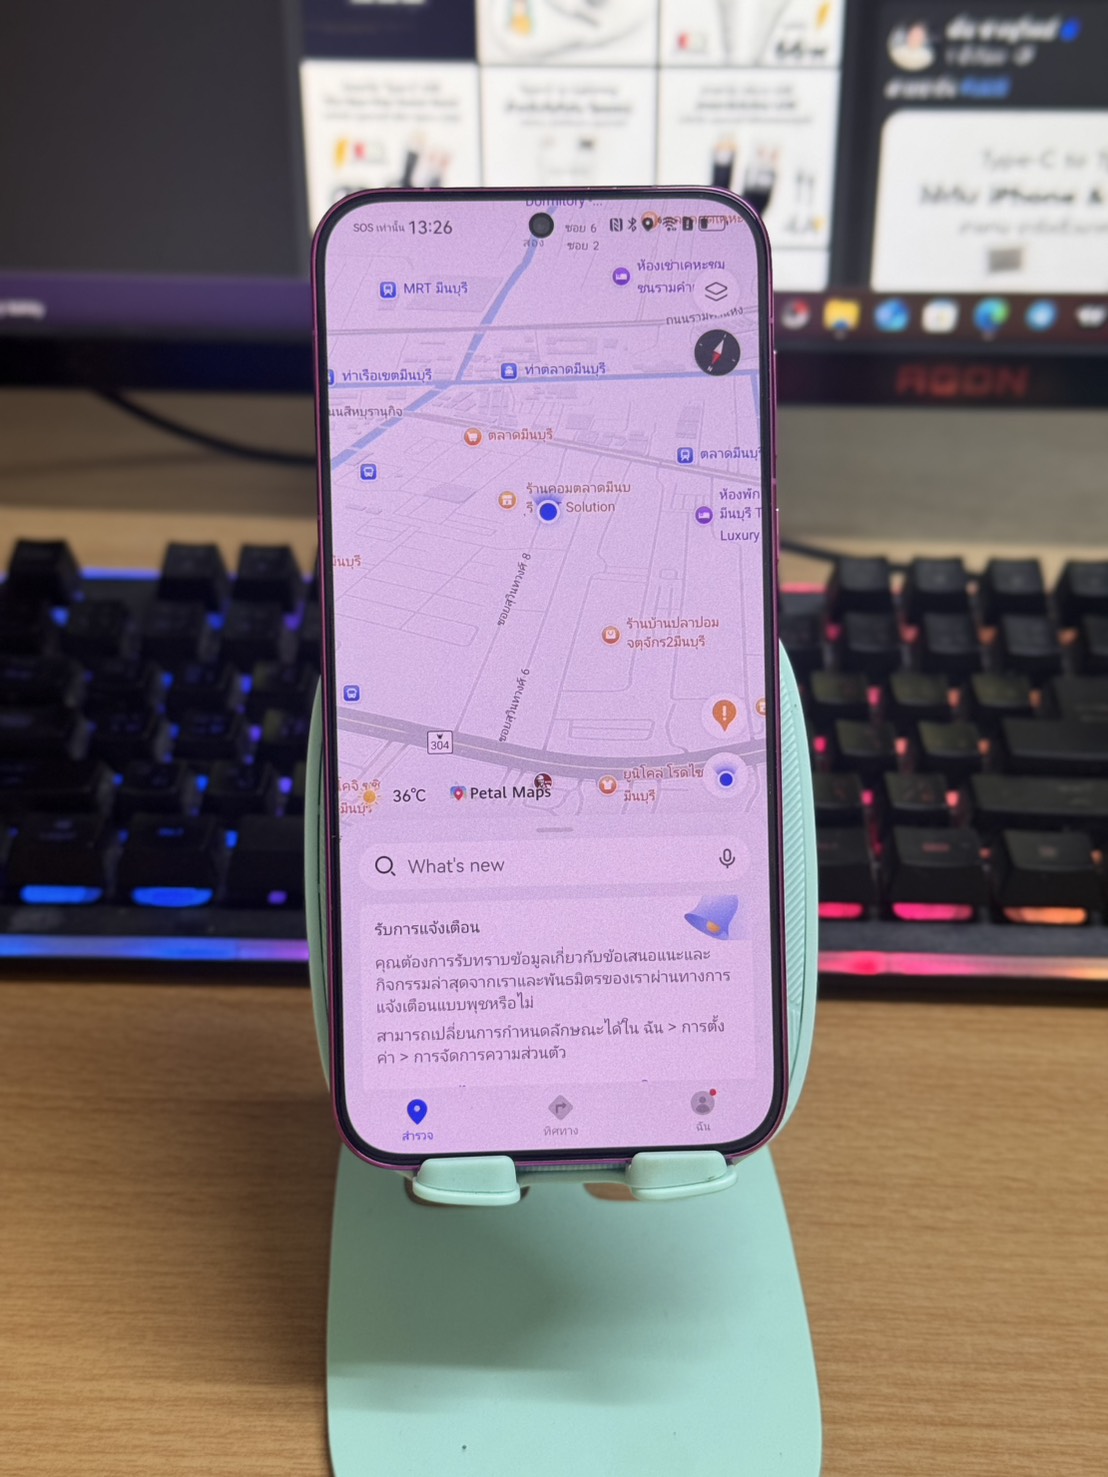 Type-C to
ใช้กับ iPhone &
AGON
Dormitory -...
SOS เท่านั้น 13:26
ซอย 6
สอง
ซอย 2
MRT มีนบุรี
ห้องเช่าเคหะชม
ถนนรามคำแหง
ท่าเรือเขตมีนบุรี
ท่าตลาดมีนบุรี
ตลาดมีนบุรี
ตลาดมีนบุ
ร้านคอมตลาดมีนบ
Solution
ห้องพัก
มีนบุรี T
Luxury
มีนบุรี
ซอยสุวินทวงศ์ 8
ร้านบ้านปลาปอม
จตุจักร2มีนบุรี
ซอยสุวินทวงศ์ 6
304
ยูนิโคล่ โรดไซ
มีนบุรี
36°C
Petal Maps
What's new
รับการแจ้งเตือน
คุณต้องการรับทราบข้อมูลเกี่ยวกับข้อเสนอแนะและ
กิจกรรมล่าสุดจากเราและพันธมิตรของเราผ่านทางการ
แจ้งเตือนแบบพุชหรือไม่
สามารถเปลี่ยนการกำหนดลักษณะได้ใน ฉัน > การตั้ง
ค่า > การจัดการความส่วนตัว
สำรวจ
ทิศทาง
ฉัน